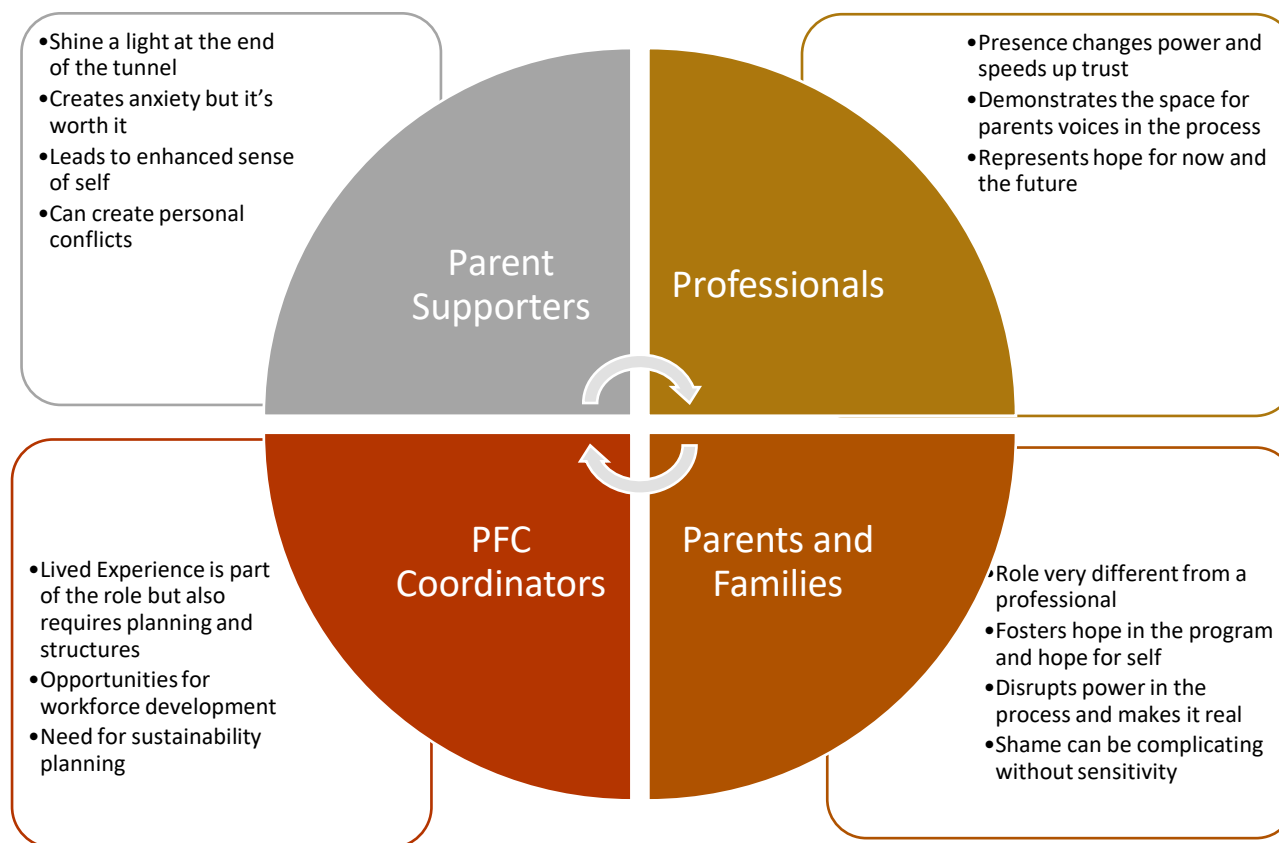 •Shine a light at the end
of the tunnel
•Creates anxiety but it's
worth it
•Leads to enhanced sense
of self
•Can create personal
conflicts
•Presence changes power and
speeds up trust
•Demonstrates the space for
parents voices in the process
•Represents hope for now and
the future
Parent
Supporters
Professionals
PFC
Coordinators
Parents and
Families
•Lived Experience is part
of the role but also
requires planning and
structures
•Opportunities for
workforce development
•Need for sustainability
planning
•Role very different from a
professional
•Fosters hope in the program
and hope for self
•Disrupts power in the
process and makes it real
•Shame can be complicating
without sensitivity